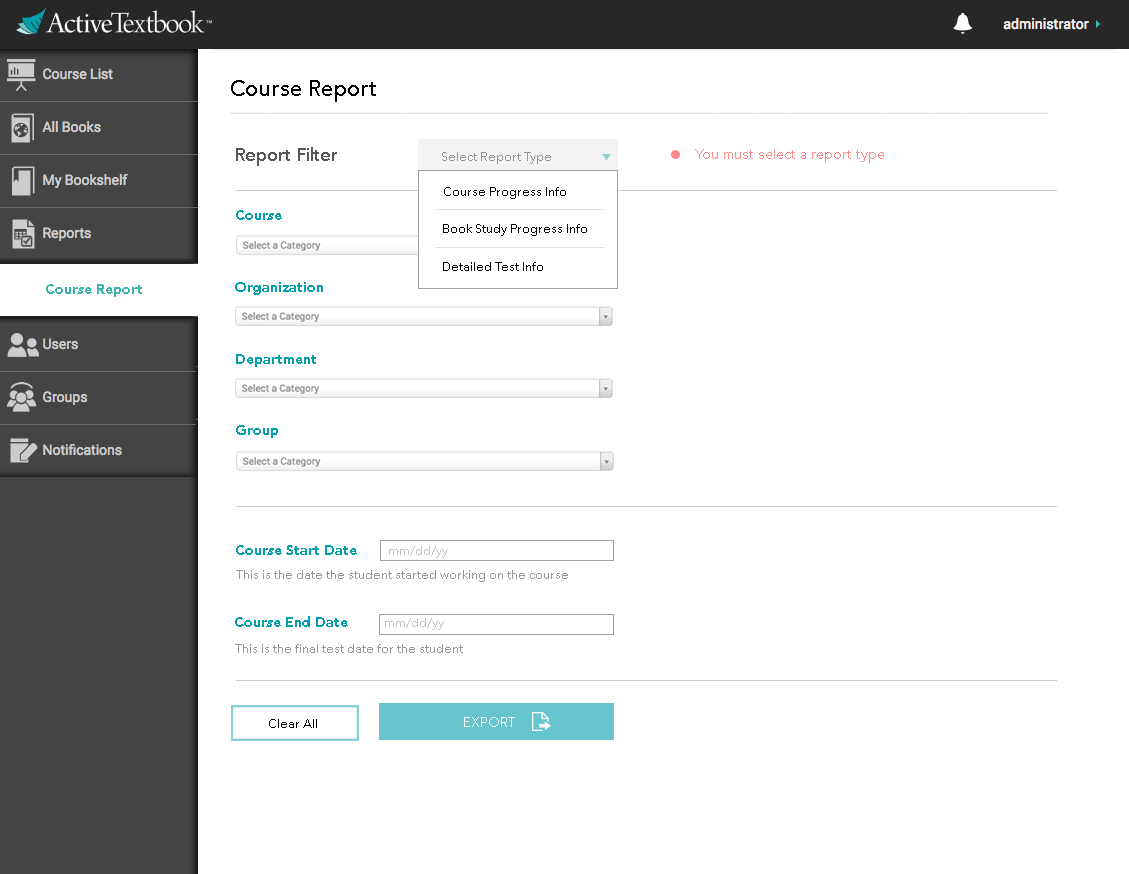 ActiveTextbook™
administrator
Course List
All Books
My Bookshelf
Reports
Course Report
Users
Groups
Notifications
Course Report
Report Filter
Select Report Type
You must select a report type
Course Progress Info
Book Study Progress Info
Detailed Test Info
Course
Select a Category
Organization
Select a Category
Department
Select a Category
Group
Select a Category
Course Start Date
mm/dd/yy
This is the date the student started working on the course
Course End Date
mm/dd/yy
This is the final test date for the student
Clear All
EXPORT